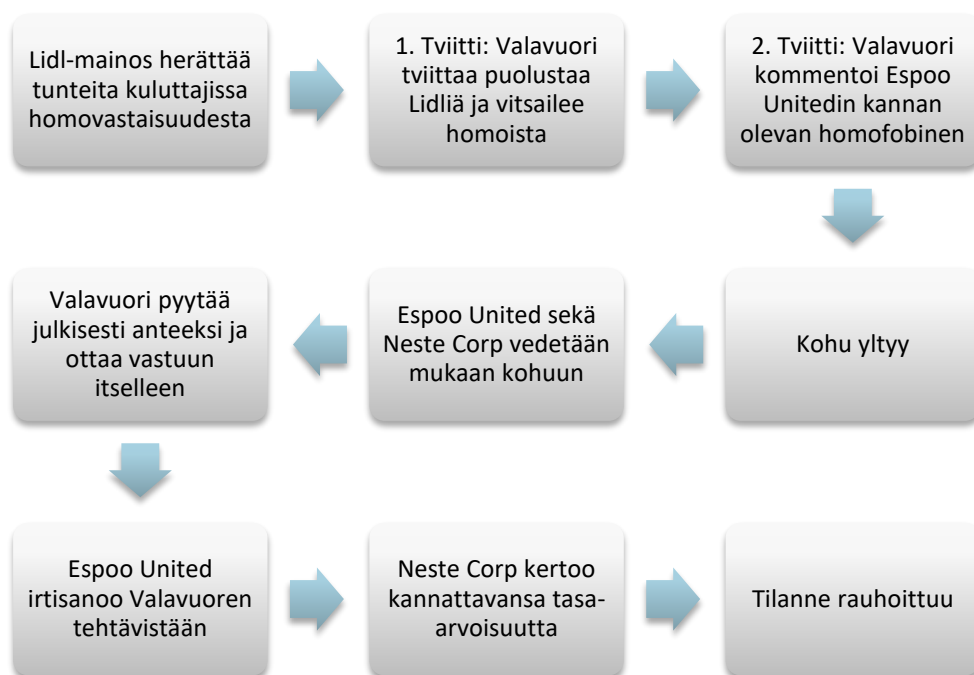 Lidl-mainos herättää
tunteita kuluttajissa
homovastaisuudesta
1. Tviitti: Valavuori
tviittaa puolustaa
Lidliä ja vitsailee
homoista
2. Tviitti: Valavuori
kommentoi Espoo
Unitedin kannan
olevan homofobinen
Kohu yltyy
Espoo United sekä
Neste Corp vedetään
mukaan kohuun
Valavuori pyytää
julkisesti anteeksi ja
ottaa vastuun
itselleen
Espoo United
irtisanoo Valavuoren
tehtävistään
Neste Corp kertoo
kannattavansa tasa-
arvoisuutta
Tilanne rauhoittuu